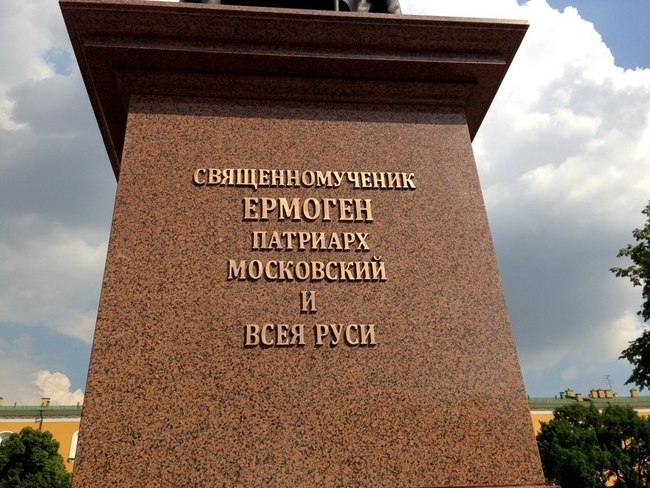 СВЯЩЕННОМУЧЕНИК
ЕРМОГЕН
ПАТРИАРХ
МОСКОВСКИЙ
И
ВСЕЯ РУСИ